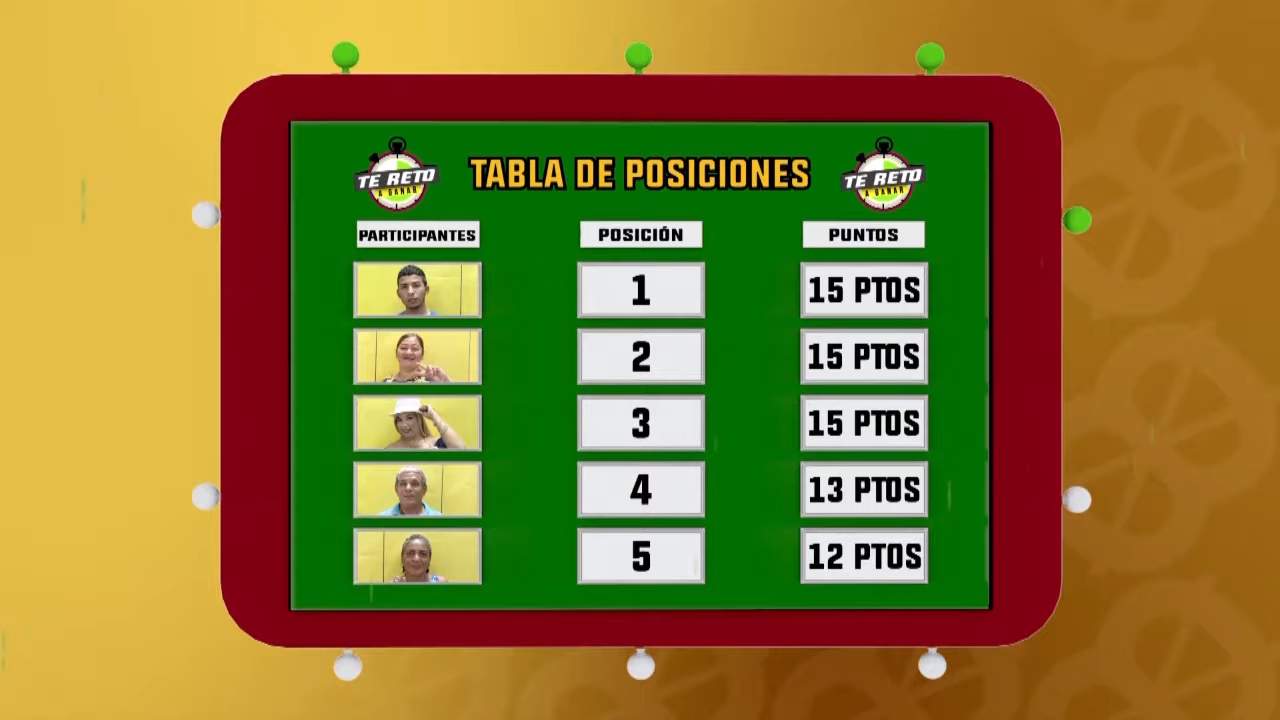 TE RETO
A GANAR
TABLA DE POSICIONES
TE RETO
A GANAR
PARTICIPANTES
POSICIÓN
PUNTOS
1
15 PTOS
2
15 PTOS
3
15 PTOS
4
13 PTOS
5
12 PTOS